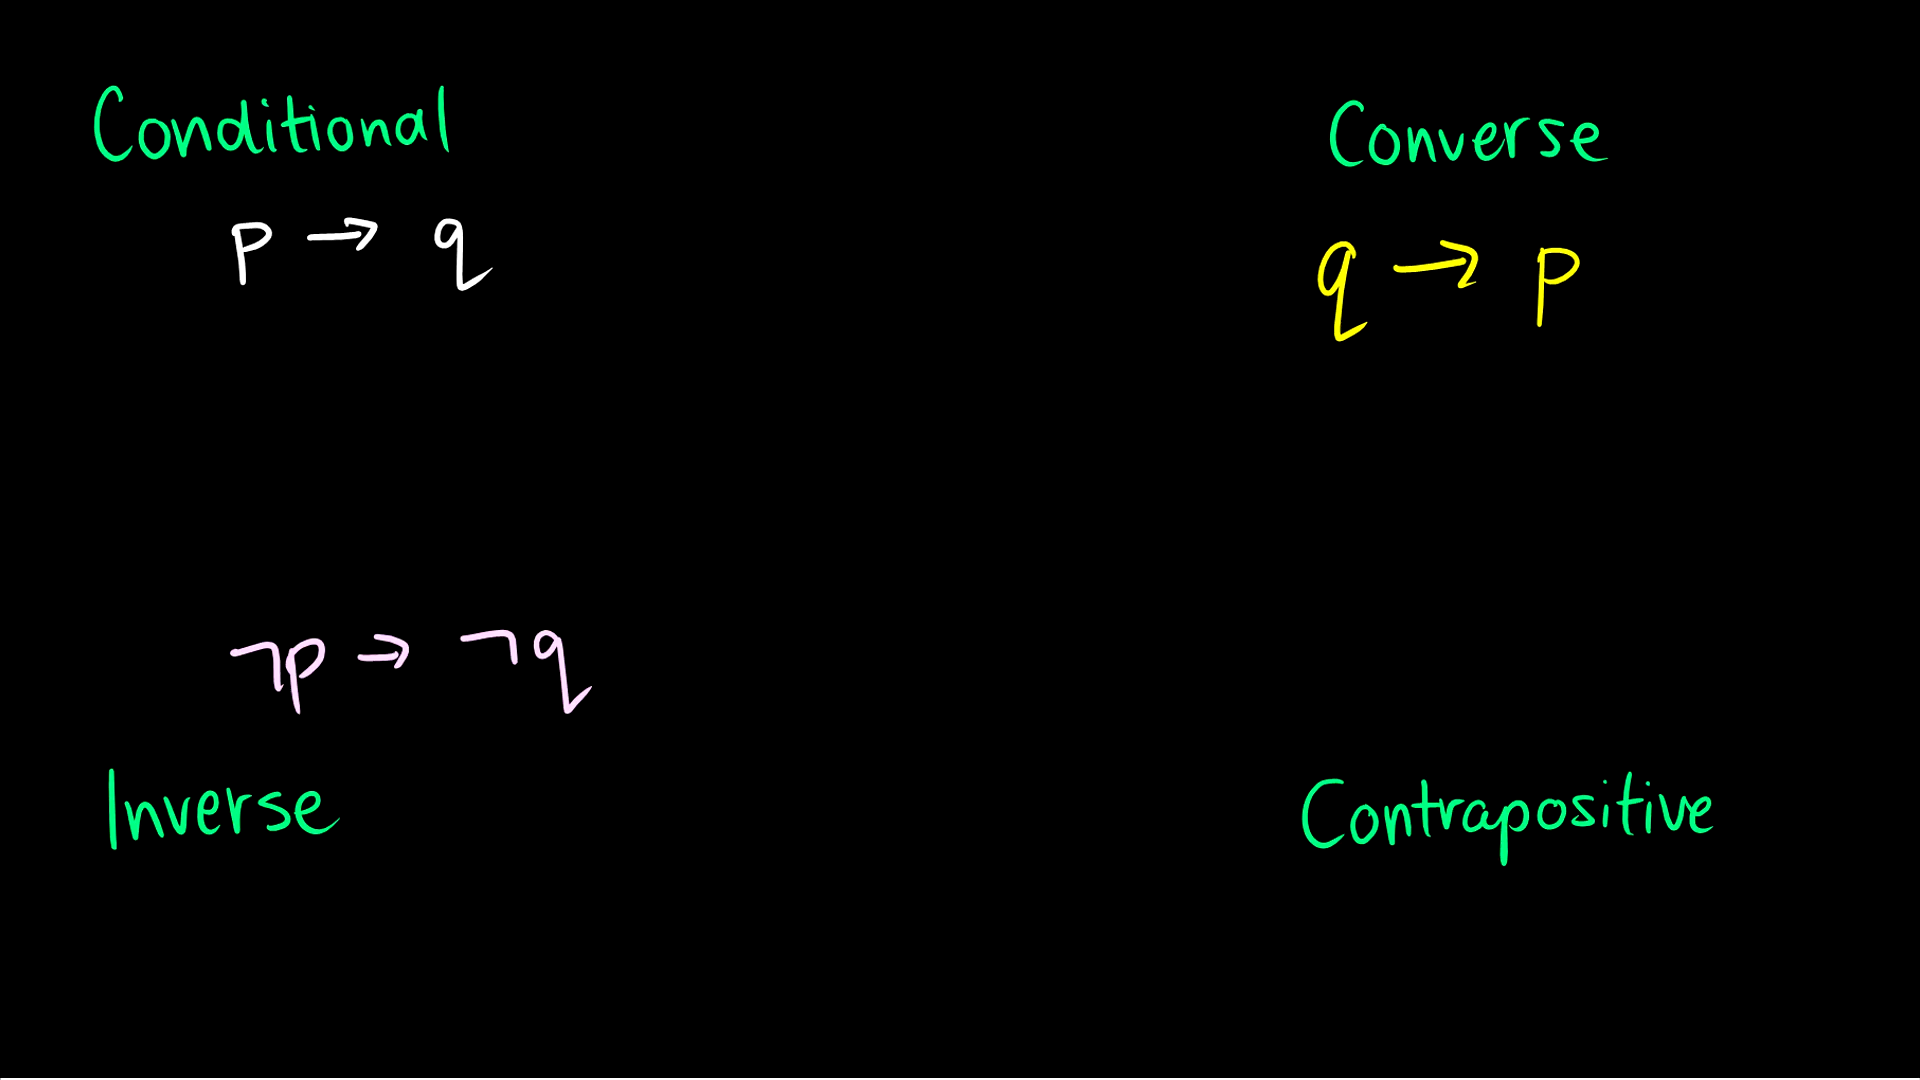 Conditional
p → q
Converse
q → p
¬p → ¬q
Inverse
Contrapositive